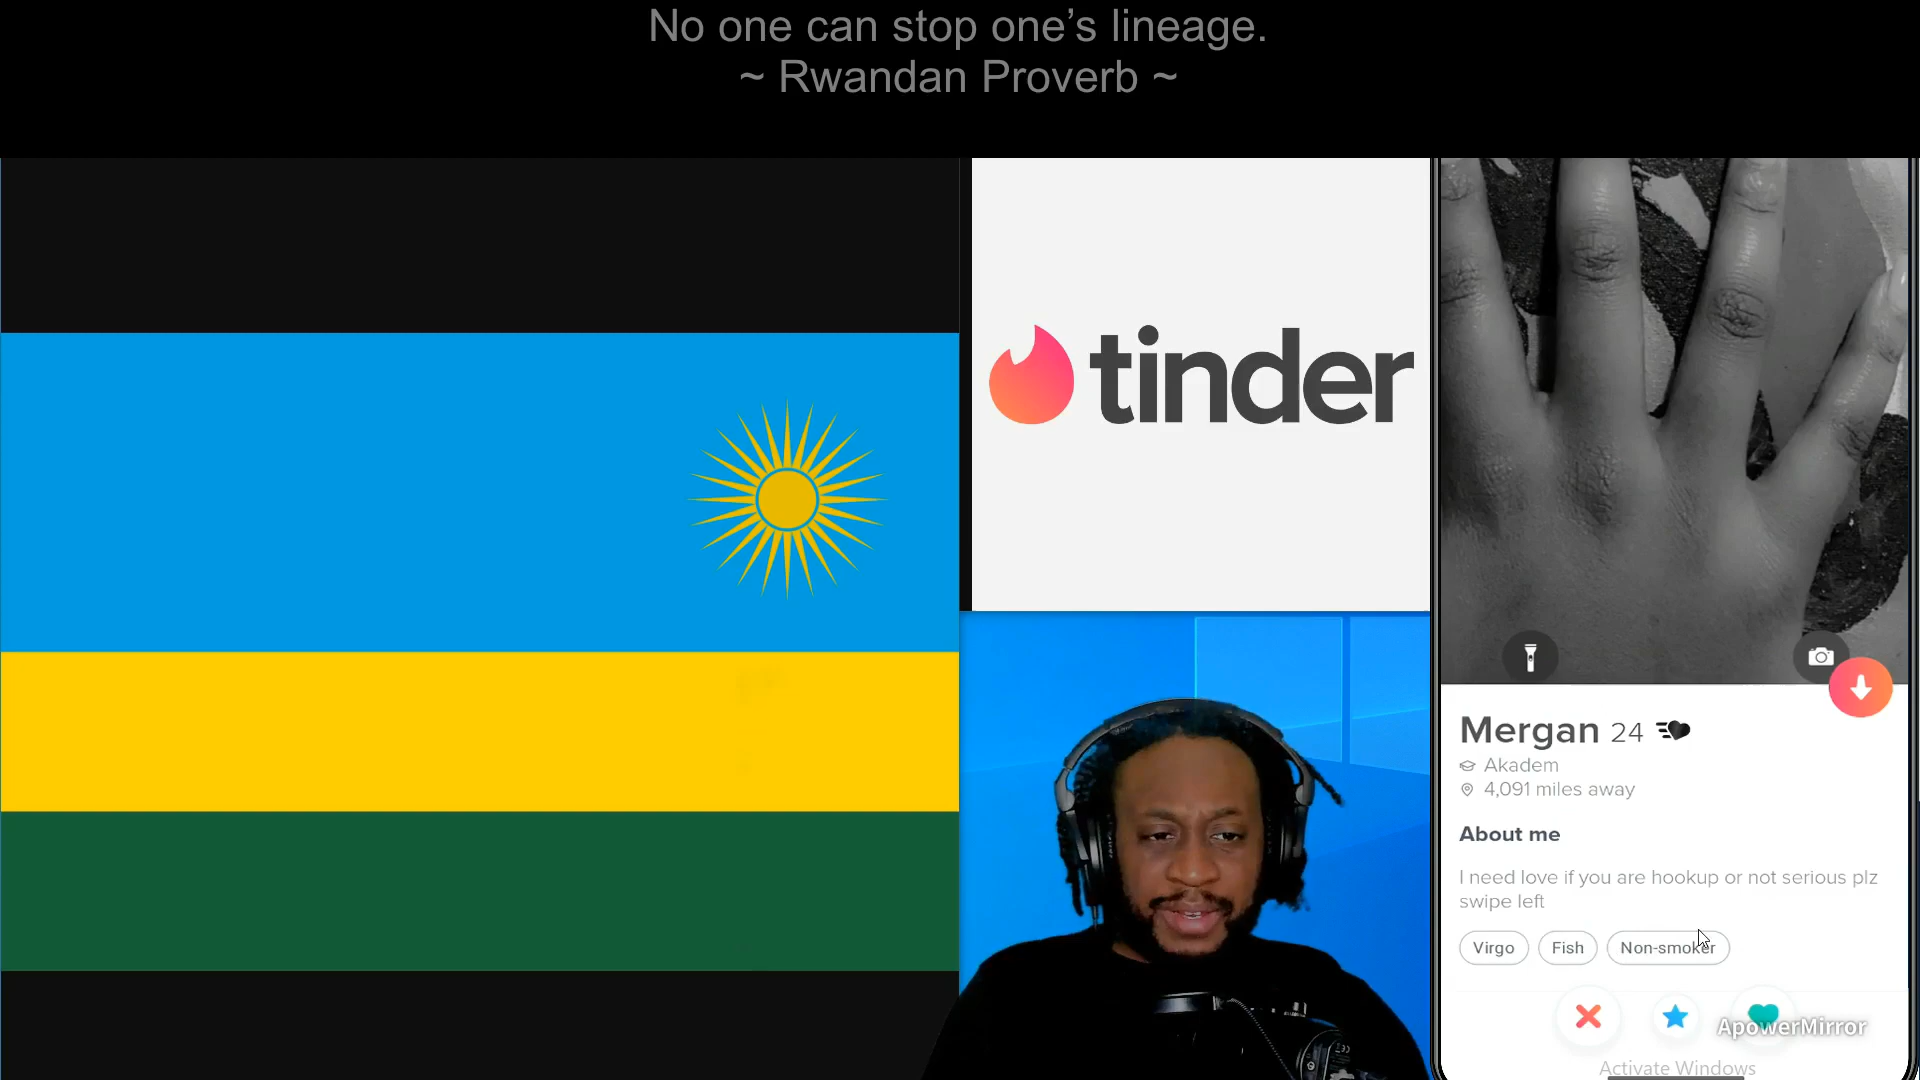 No one can stop one’s lineage.
~ Rwandan Proverb ~
tinder
Mergan 24
Akadem
4,091 miles away
About me
I need love if you are hookup or not serious plz
swipe left
Virgo
Fish
Non-smoker
ApowerMirror
Activate Windows